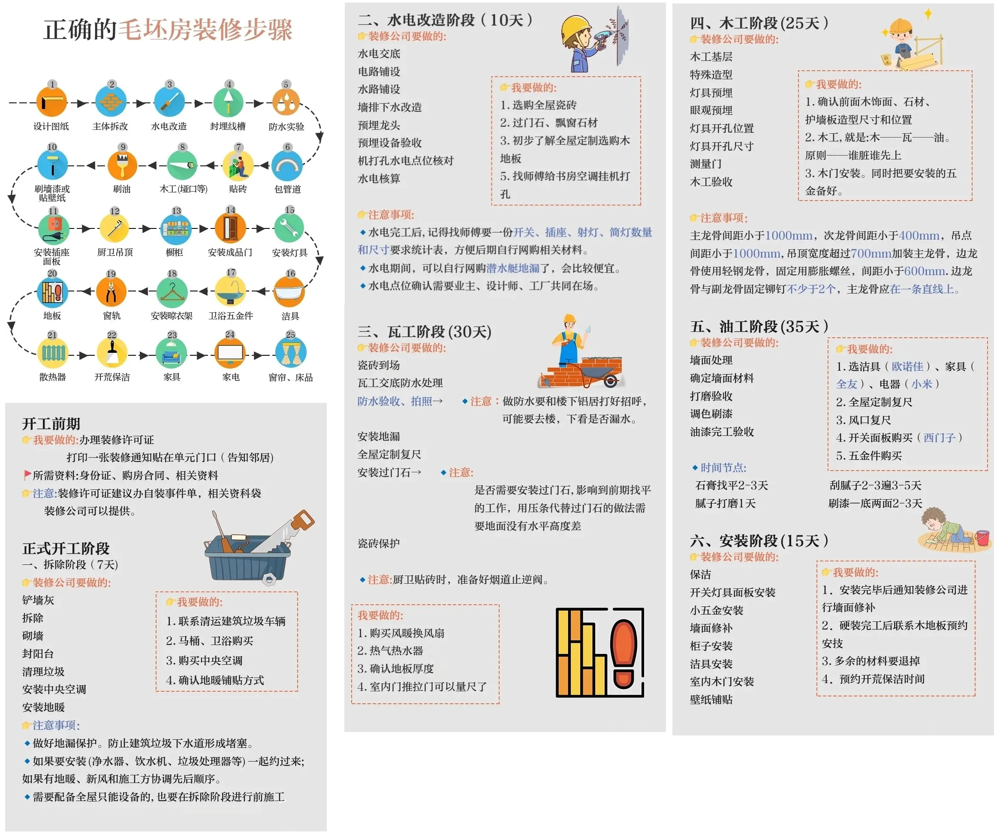 正确的毛坯房装修步骤
1
2
3
4
5
设计图纸
主体拆改
水电改造
封埋线槽
防水实验
10
9
8
7
6
刷墙漆或
贴壁纸
刷油
木工(垭口等)
贴砖
包管道
11
12
13
14
15
安装插座
面板
厨卫吊顶
橱柜
安装成品门
安装灯具
20
19
18
17
16
地板
窗轨
安装晾衣架
卫浴五金件
洁具
21
22
23
24
25
散热器
开荒保洁
家具
家电
窗帘、床品
开工前期
我要做的:办理装修许可证
打印一张装修通知贴在单元门口（告知邻居)
所需资料:身份证、购房合同、相关资料
注意:装修许可证建议办自装事件单，相关资科袋
装修公司可以提供。
正式开工阶段
一、拆除阶段（7天)
装修公司要做的:
铲墙灰
拆除
砌墙
封阳台
清理垃圾
安装中央空调
安装地暖
我要做的:
1.联系清运建筑垃圾车辆
2.马桶、卫浴购买
3.购买中央空调
4.确认地暖铺贴方式
注意事项:
做好地漏保护。防止建筑垃圾下水道形成堵塞。
如果要安装(净水器、饮水机、垃圾处理器等)一起约过来;
如果有地暖、新风和施工方协调先后顺序。
需要配备全屋只能设备的,也要在拆除阶段进行前施工
二、水电改造阶段（10天）
装修公司要做的:
水电交底
电路铺设
水路铺设
墙排下水改造
预埋龙头
预埋设备验收
机打孔水电点位核对
水电核算
我要做的:
1.选购全屋瓷砖
2.过门石、飘窗石材
3.初步了解全屋定制选购木
地板
5.找师傅给书房空调挂机打
孔
注意事项:
水电完工后,记得找师傅要一份开关、插座、射灯、筒灯数量
和尺寸要求统计表，方便后期自行网购相关材料。
水电期间，可以自行网购潜水艇地漏了，会比较便宜。
水电点位确认需要业主、设计师、工厂共同在场。
三、瓦工阶段(30天)
装修公司要做的:
瓷砖到场
瓦工交底防水处理
防水验收、拍照→ 注意：做防水要和楼下铝居打好招呼，
可能要去楼，下看是否漏水。
安装地漏
全屋定制复尺
安装过门石→ 注意:
是否需要安装过门石,影响到前期找平
的工作，用压条代替过门石的做法需
要地面没有水平高度差
瓷砖保护
注意:厨卫贴砖时，准备好烟道止逆阀。
我要做的:
1.购买风暖换风扇
2.热气热水器
3.确认地板厚度
4.室内门推拉门可以量尺了
四、木工阶段(25天）
装修公司要做的:
木工基层
特殊造型
灯具预埋
眼观预埋
灯具开孔位置
灯具开孔尺寸
测量门
木工验收
我要做的:
1.确认前面木饰面、石材、
护墙板造型尺寸和位置
2.木工,就是:木——瓦——油。
原则——谁脏谁先上
3.木门安装。同时把要安装的五
金备好。
注意事项:
主龙骨间距小于1000mm，次龙骨间距小于400mm，吊点
间距小于1000mm,吊顶宽度超过700mm加装主龙骨，边龙
骨使用轻钢龙骨，固定用膨胀螺丝，间距小于600mm.边龙
骨与副龙骨固定铆钉不少于2个，主龙骨应在一条直线上。
五、油工阶段(35天）
装修公司要做的:
墙面处理
确定墙面材料
打磨验收
调色刷漆
油漆完工验收
我要做的:
1.选洁具（欧诺佳）、家具（
全友）、电器（小米）
2.全屋定制复尺
3.风口复尺
4.开关面板购买（西门子）
5.五金件购买
时间节点:
石膏找平2-3天 刮腻子2-3遍3-5天
腻子打磨1天 刷漆—底两面2-3天
六、安装阶段(15天）
装修公司要做的:
保洁
开关灯具面板安装
小五金安装
墙面修补
柜子安装
洁具安装
室内木门安装
壁纸铺贴
我要做的:
1. 安装完毕后通知装修公司进
行墙面修补
2. 硬装完工后联系木地板预约
安技
3.多余的材料要退掉
4. 预约开荒保洁时间